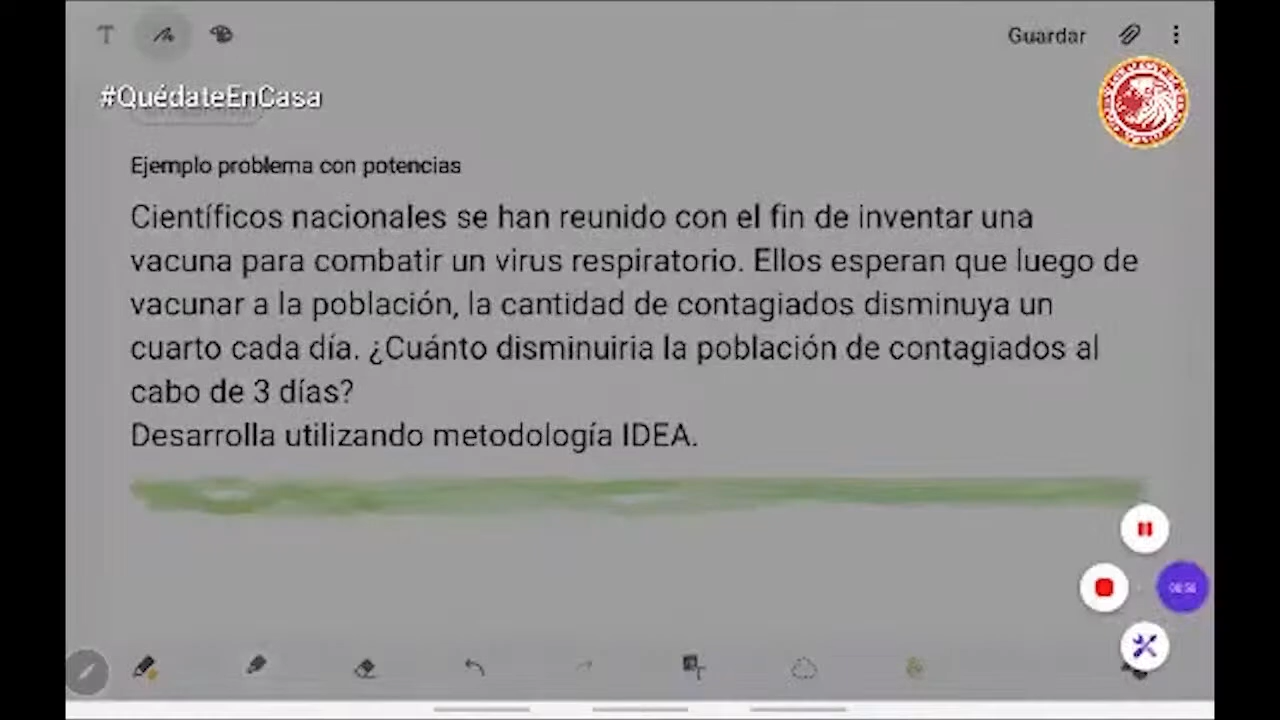 T Guardar
#QuédateEnCasa
Ejemplo problema con potencias
Científicos nacionales se han reunido con el fin de inventar una
vacuna para combatir un virus respiratorio. Ellos esperan que luego de
vacunar a la población, la cantidad de contagiados disminuya un
cuarto cada día. ¿Cuánto disminuiria la población de contagiados al
cabo de 3 días?
Desarrolla utilizando metodología IDEA.